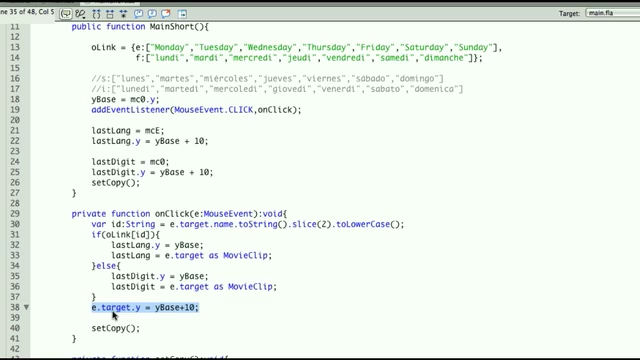 ne 35 of 48, Col 5
Target: main.fla
11 public function MainShort(){
12
13 oLink = {e:["Monday","Tuesday","Wednesday","Thursday","Friday","Saturday","Sunday"],
14 f:["lundi","mardi","mercredi","jeudi","vendredi","samedi","dimanche"]};
15
16 //s:["lunes","martes","miércoles","jueves","viernes","sábado","domingo"]
17 //i:["lunedi","martedi","mercoledi","giovedi","venerdi","sabato","domenica"]
18 yBase = mc0.y;
19 addEventListener(MouseEvent.CLICK,onClick);
20
21 lastLang = mcE;
22 lastLang.y = yBase + 10;
23
24 lastDigit = mc0;
25 lastDigit.y = yBase + 10;
26 setCopy();
27 }
28
29 private function onClick(e:MouseEvent):void{
30 var id:String = e.target.name.toString().slice(2).toLowerCase();
31 if(oLink[id]){
32 lastLang.y = yBase;
33 lastLang = e.target as MovieClip;
34 }else{
35 lastDigit.y = yBase;
36 lastDigit = e.target as MovieClip;
37 }
38 e.target.y = yBase+10;
39
40 setCopy();
41 }
42